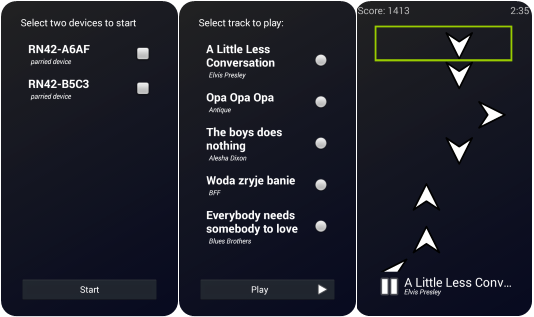 Select two devices to start
RN42-A6AF
parried device
RN42-B5C3
parried device
Start
Select track to play:
A Little Less
Conversation
Elvis Presley
Opa Opa Opa
Antique
The boys does
nothing
Alesha Dixon
Woda zryje banie
BFF
Everybody needs
somebody to love
Blues Brothers
Play
Score: 1413
2:35
A Little Less Conv...
Elvis Presley